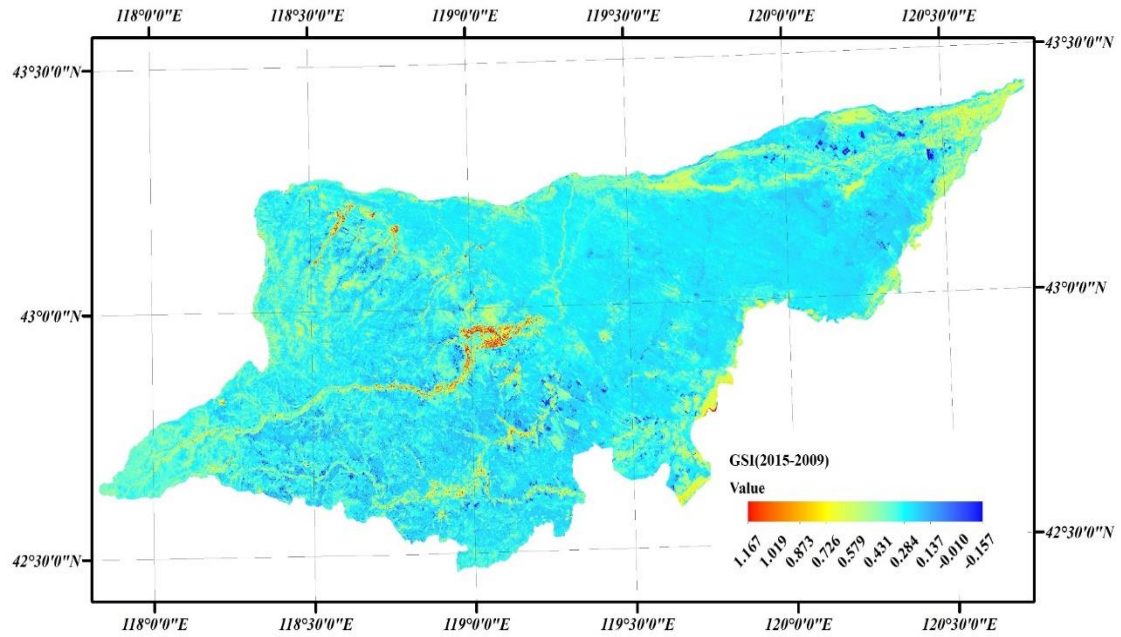 118°0'0"E 118°30'0"E 119°0'0"E 119°30'0"E 120°0'0"E 120°30'0"E
43°30'0"N 43°30'0"N
43°0'0"N 43°0'0"N
42°30'0"N 42°30'0"N
GSI(2015-2009)
Value
1.167 1.019 0.873 0.726 0.579 0.431 0.284 0.137 -0.010 -0.157
118°0'0"E 118°30'0"E 119°0'0"E 119°30'0"E 120°0'0"E 120°30'0"E